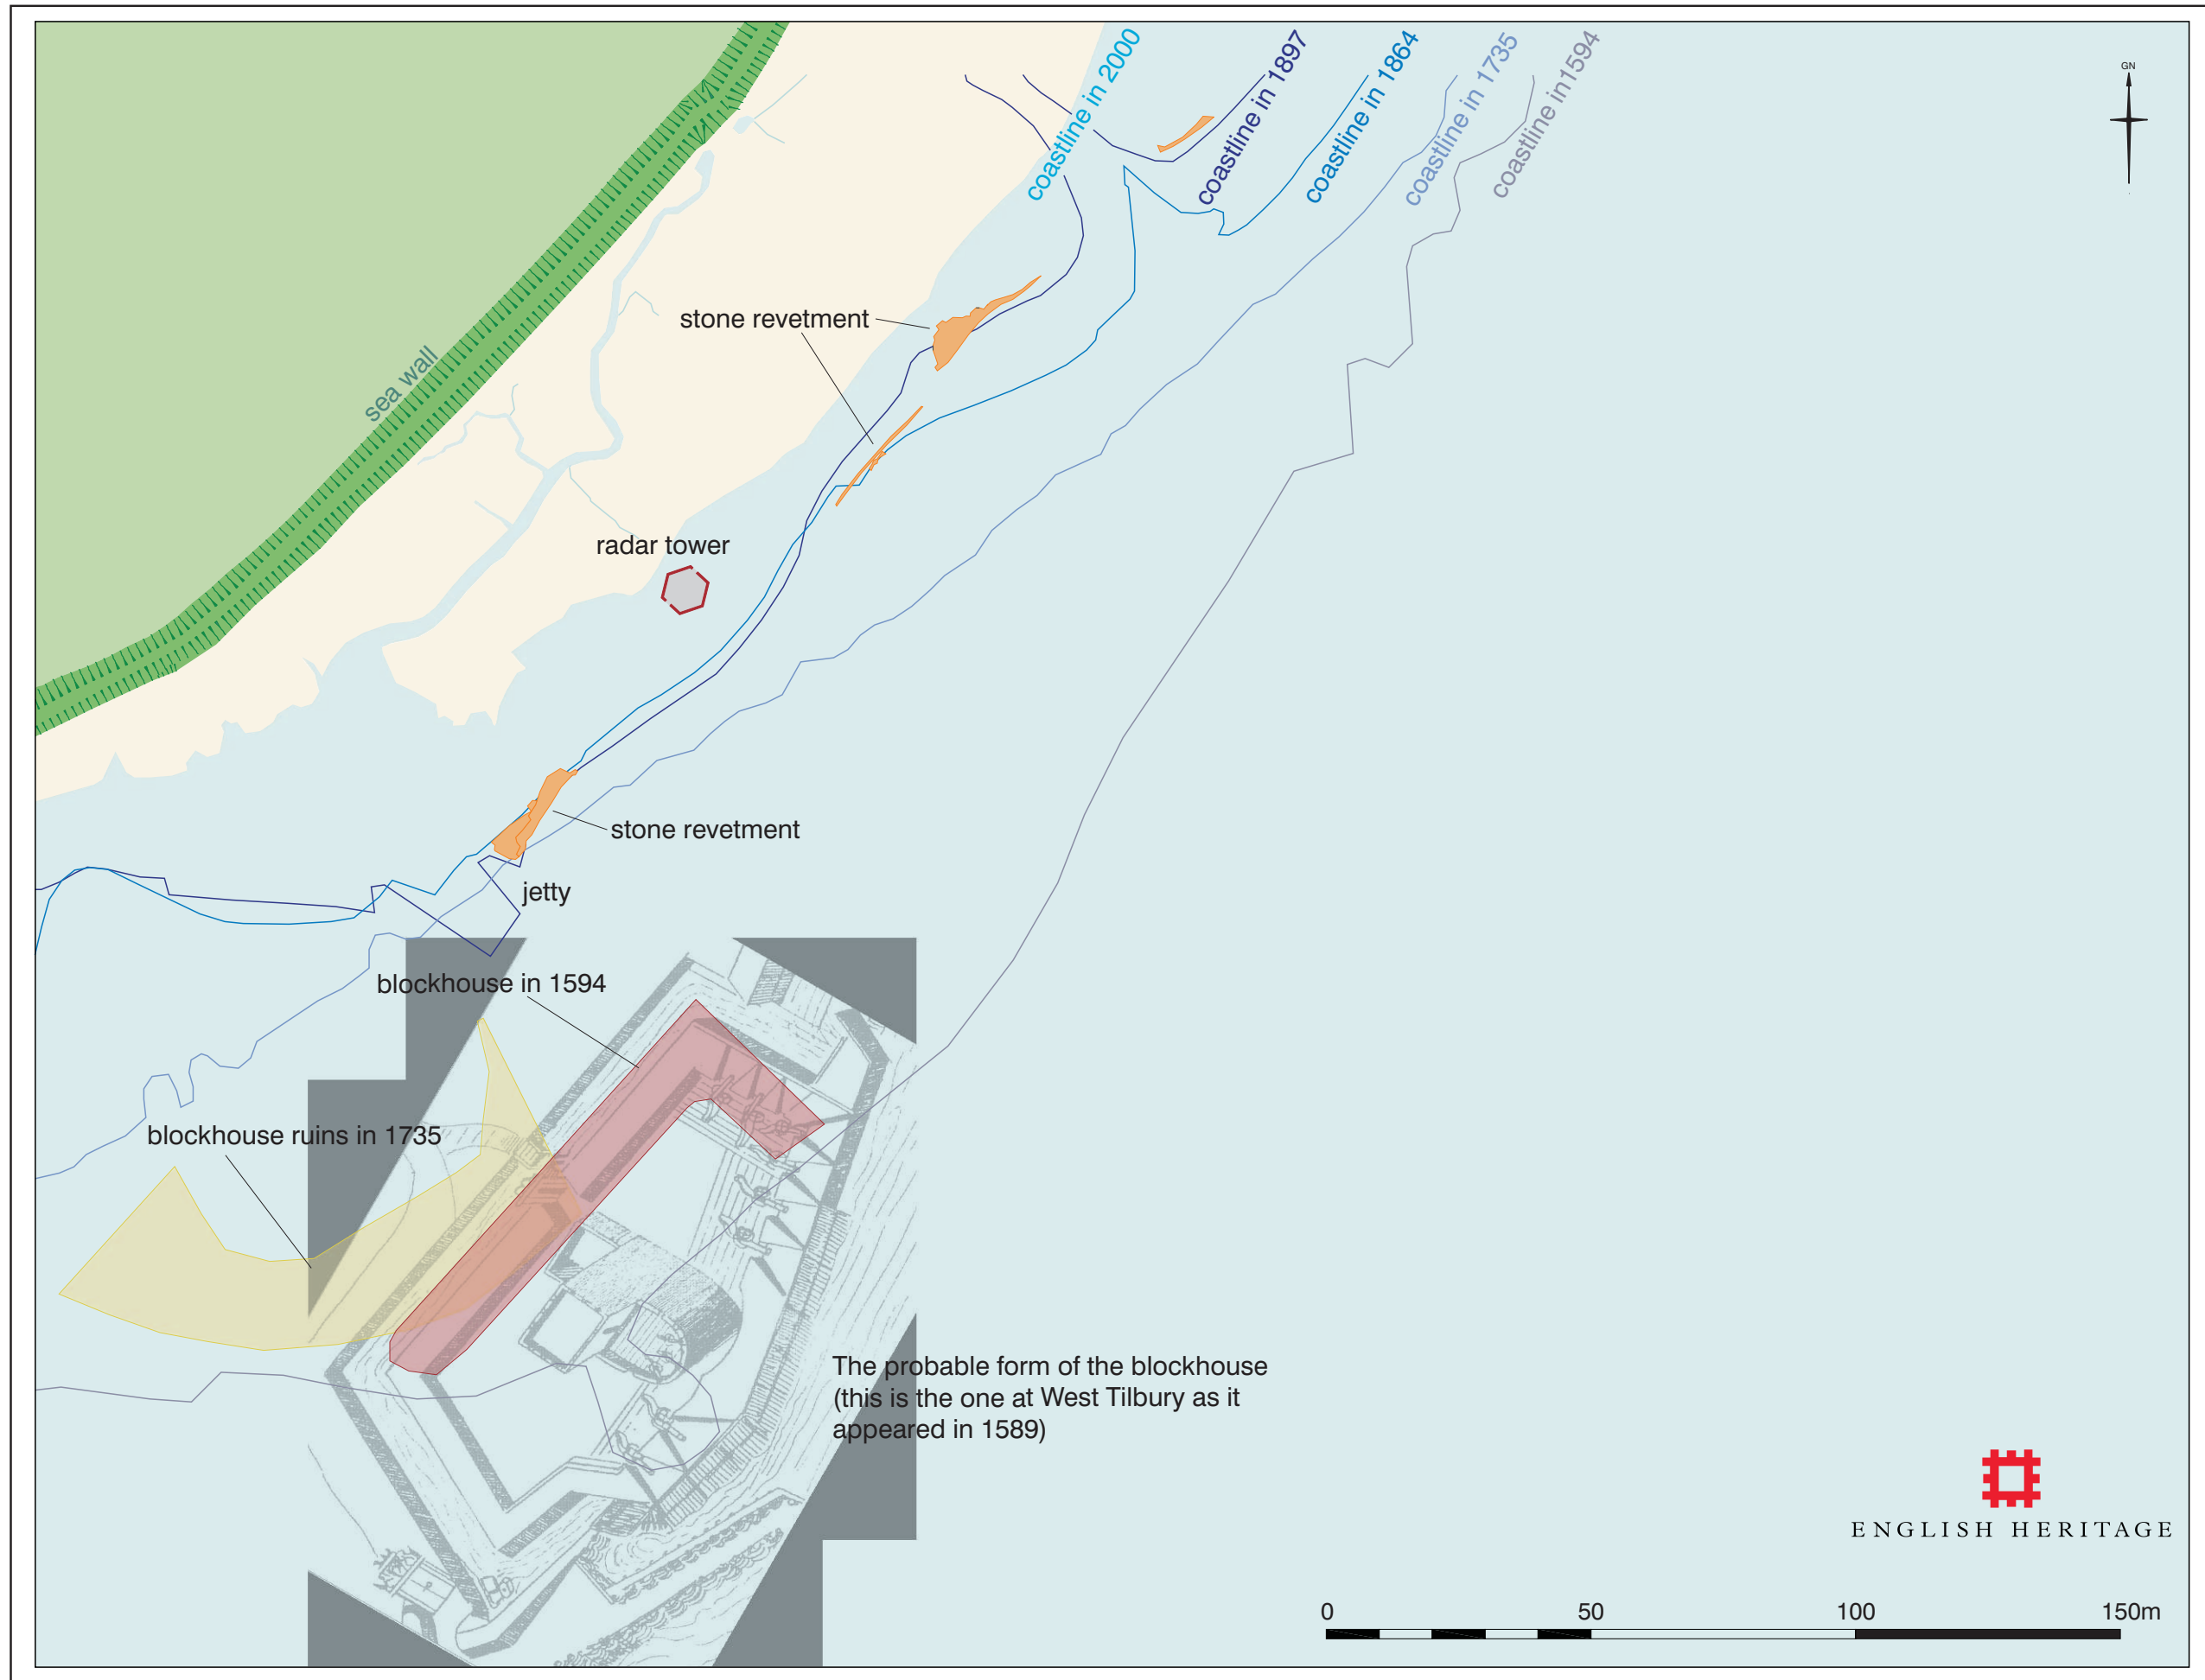 coastline in 2000
coastline in 1897
coastline in 1864
coastline in 1735
coastline in1594
GN
stone revetment
sea wall
radar tower
stone revetment
jetty
blockhouse in 1594
blockhouse ruins in 1735
The probable form of the blockhouse
(this is the one at West Tilbury as it
appeared in 1589)
ENGLISH HERITAGE
0 50 100 150m